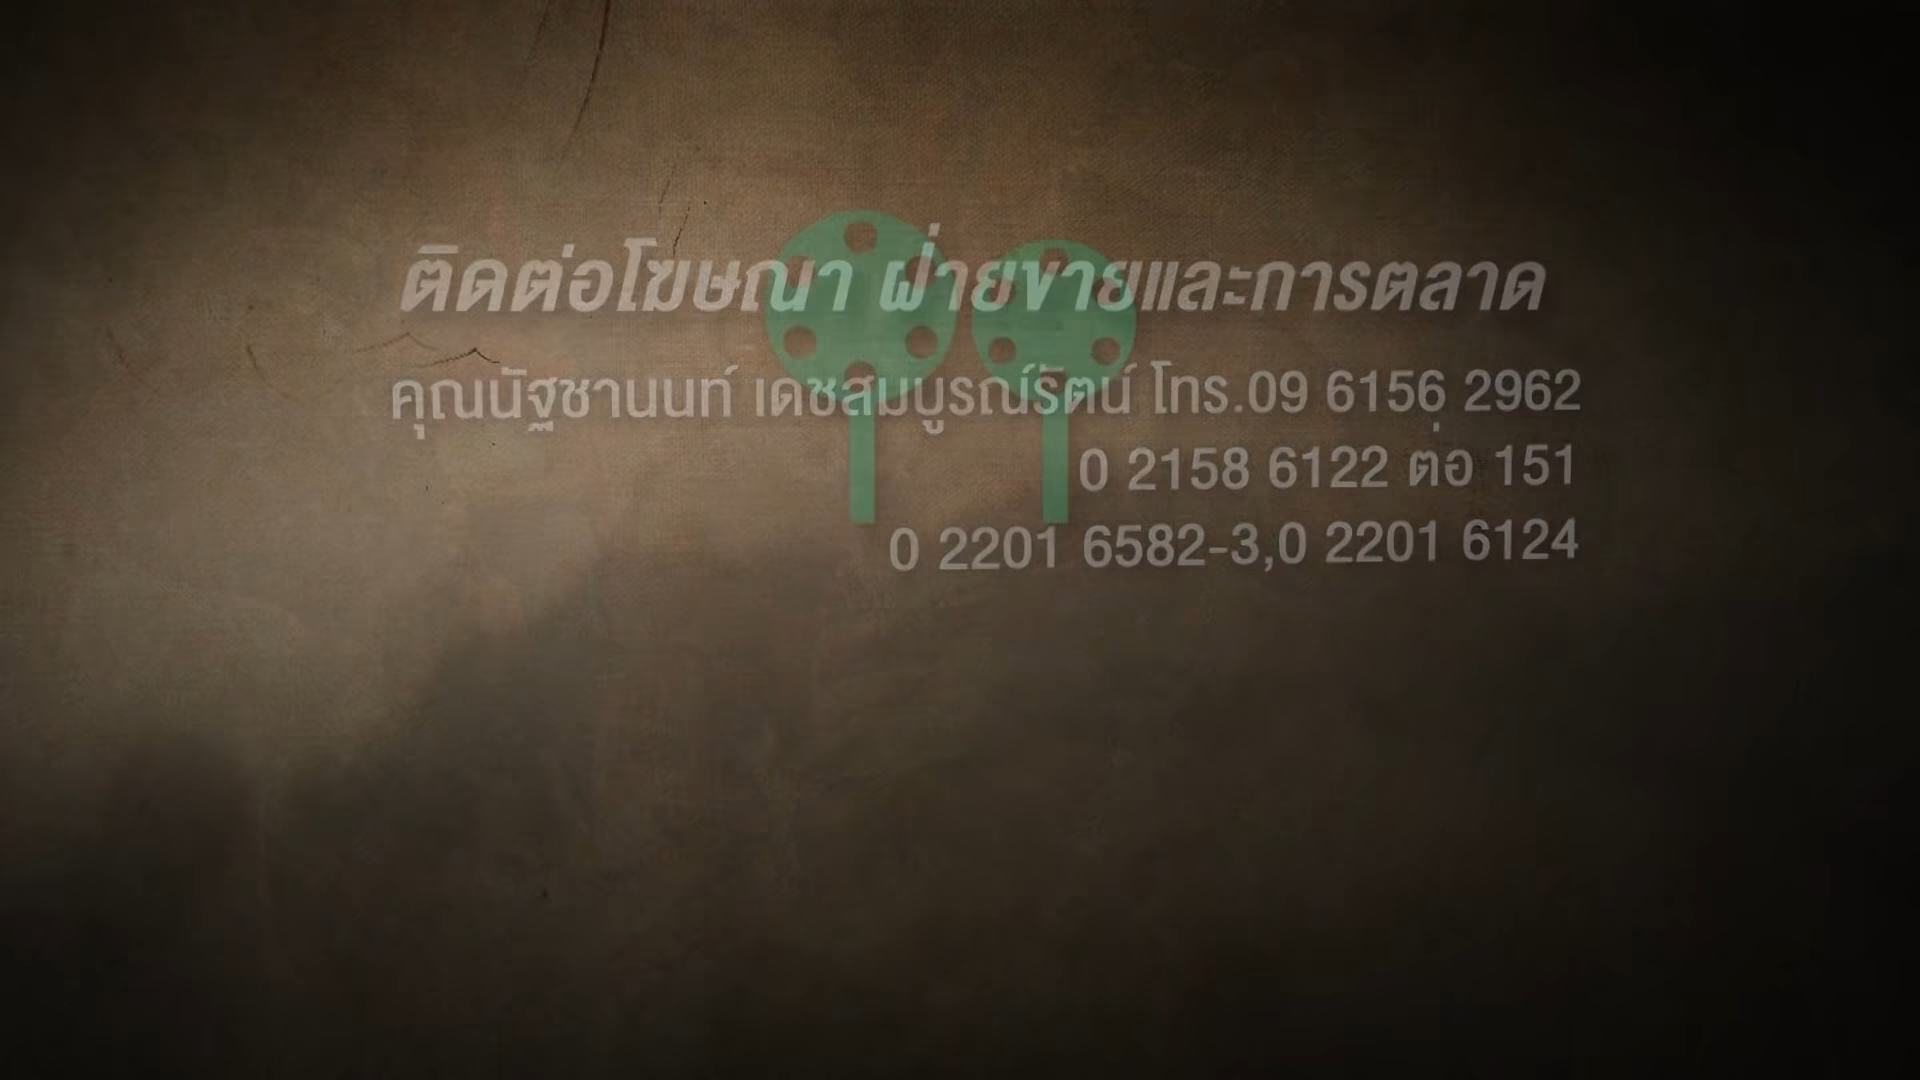 ติดต่อโฆษณา ฝ่ายขายและการตลาด
คุณนัฐชานนท์ เดชสมบูรณ์รัตน์ โทร.09 6156 2962
0 2158 6122 ต่อ 151
0 2201 6582-3,0 2201 6124